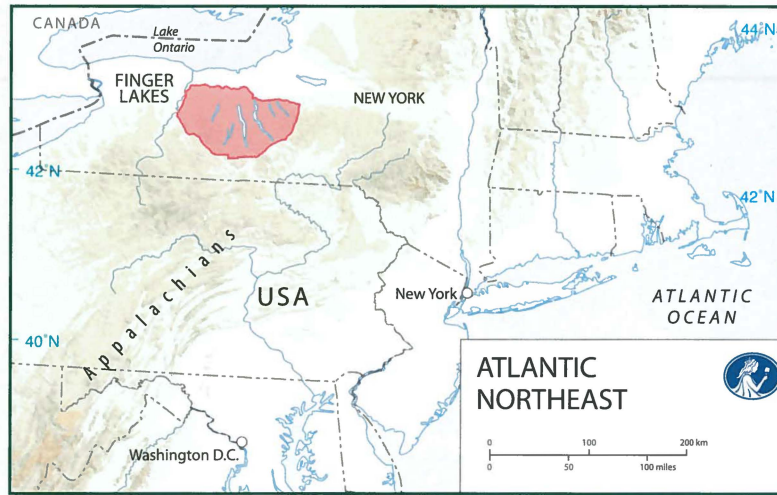 CANADA
Lake
Ontario
44°N
FINGER
LAKES
NEW YORK
42°N
42°N
Appalachians
USA
New York
ATLANTIC
OCEAN
40°N
ATLANTIC
NORTHEAST
0 100 200 km
0 50 100 miles
Washington D.C.